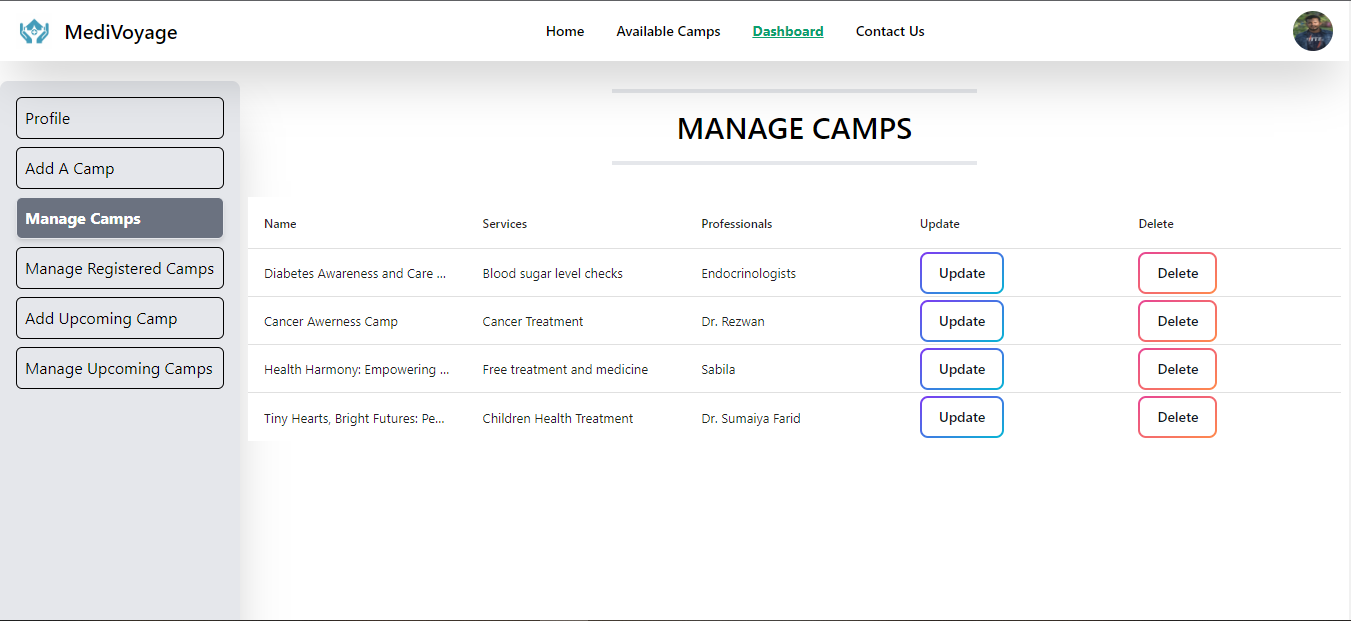 MediVoyage
Home Available Camps Dashboard Contact Us
Profile
Add A Camp
Manage Camps
Manage Registered Camps
Add Upcoming Camp
Manage Upcoming Camps
MANAGE CAMPS
Name Services Professionals Update Delete
Diabetes Awareness and Care ... Blood sugar level checks Endocrinologists Update Delete
Cancer Awerness Camp Cancer Treatment Dr. Rezwan Update Delete
Health Harmony: Empowering ... Free treatment and medicine Sabila Update Delete
Tiny Hearts, Bright Futures: Pe... Children Health Treatment Dr. Sumaiya Farid Update Delete